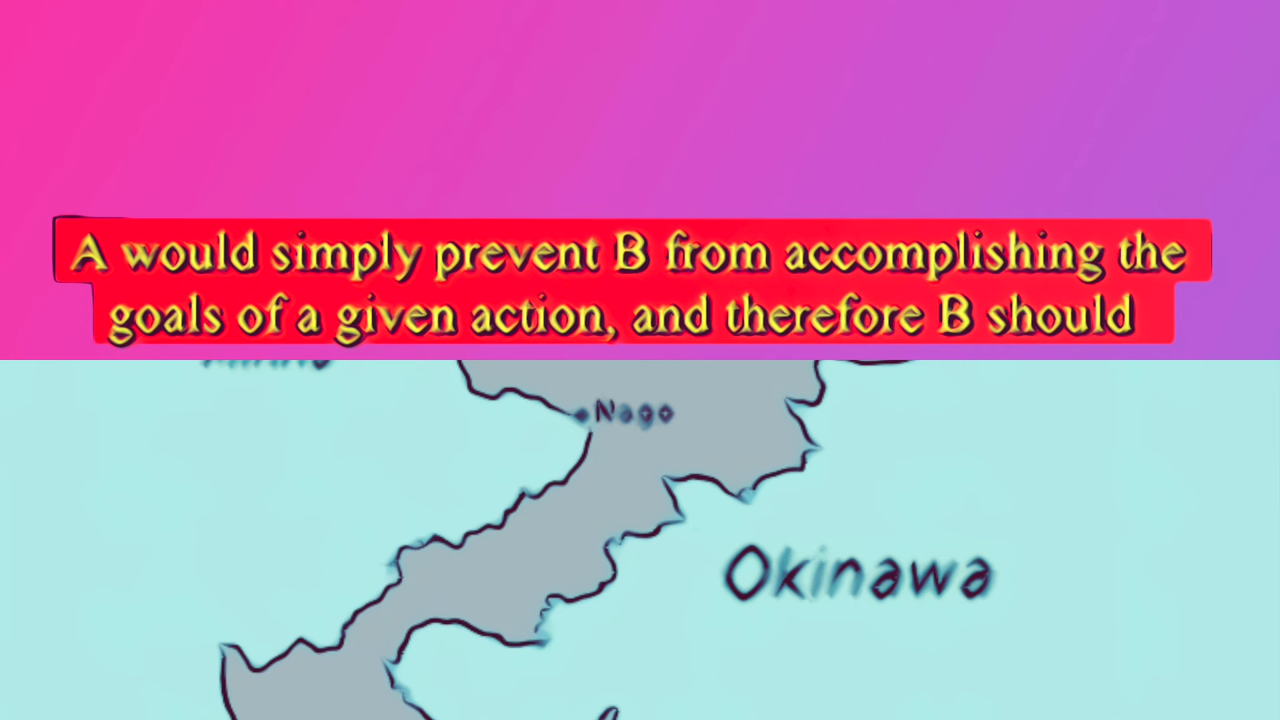 A would simply prevent B from accomplishing the
goals of a given action, and therefore B should
Nago
Okinawa